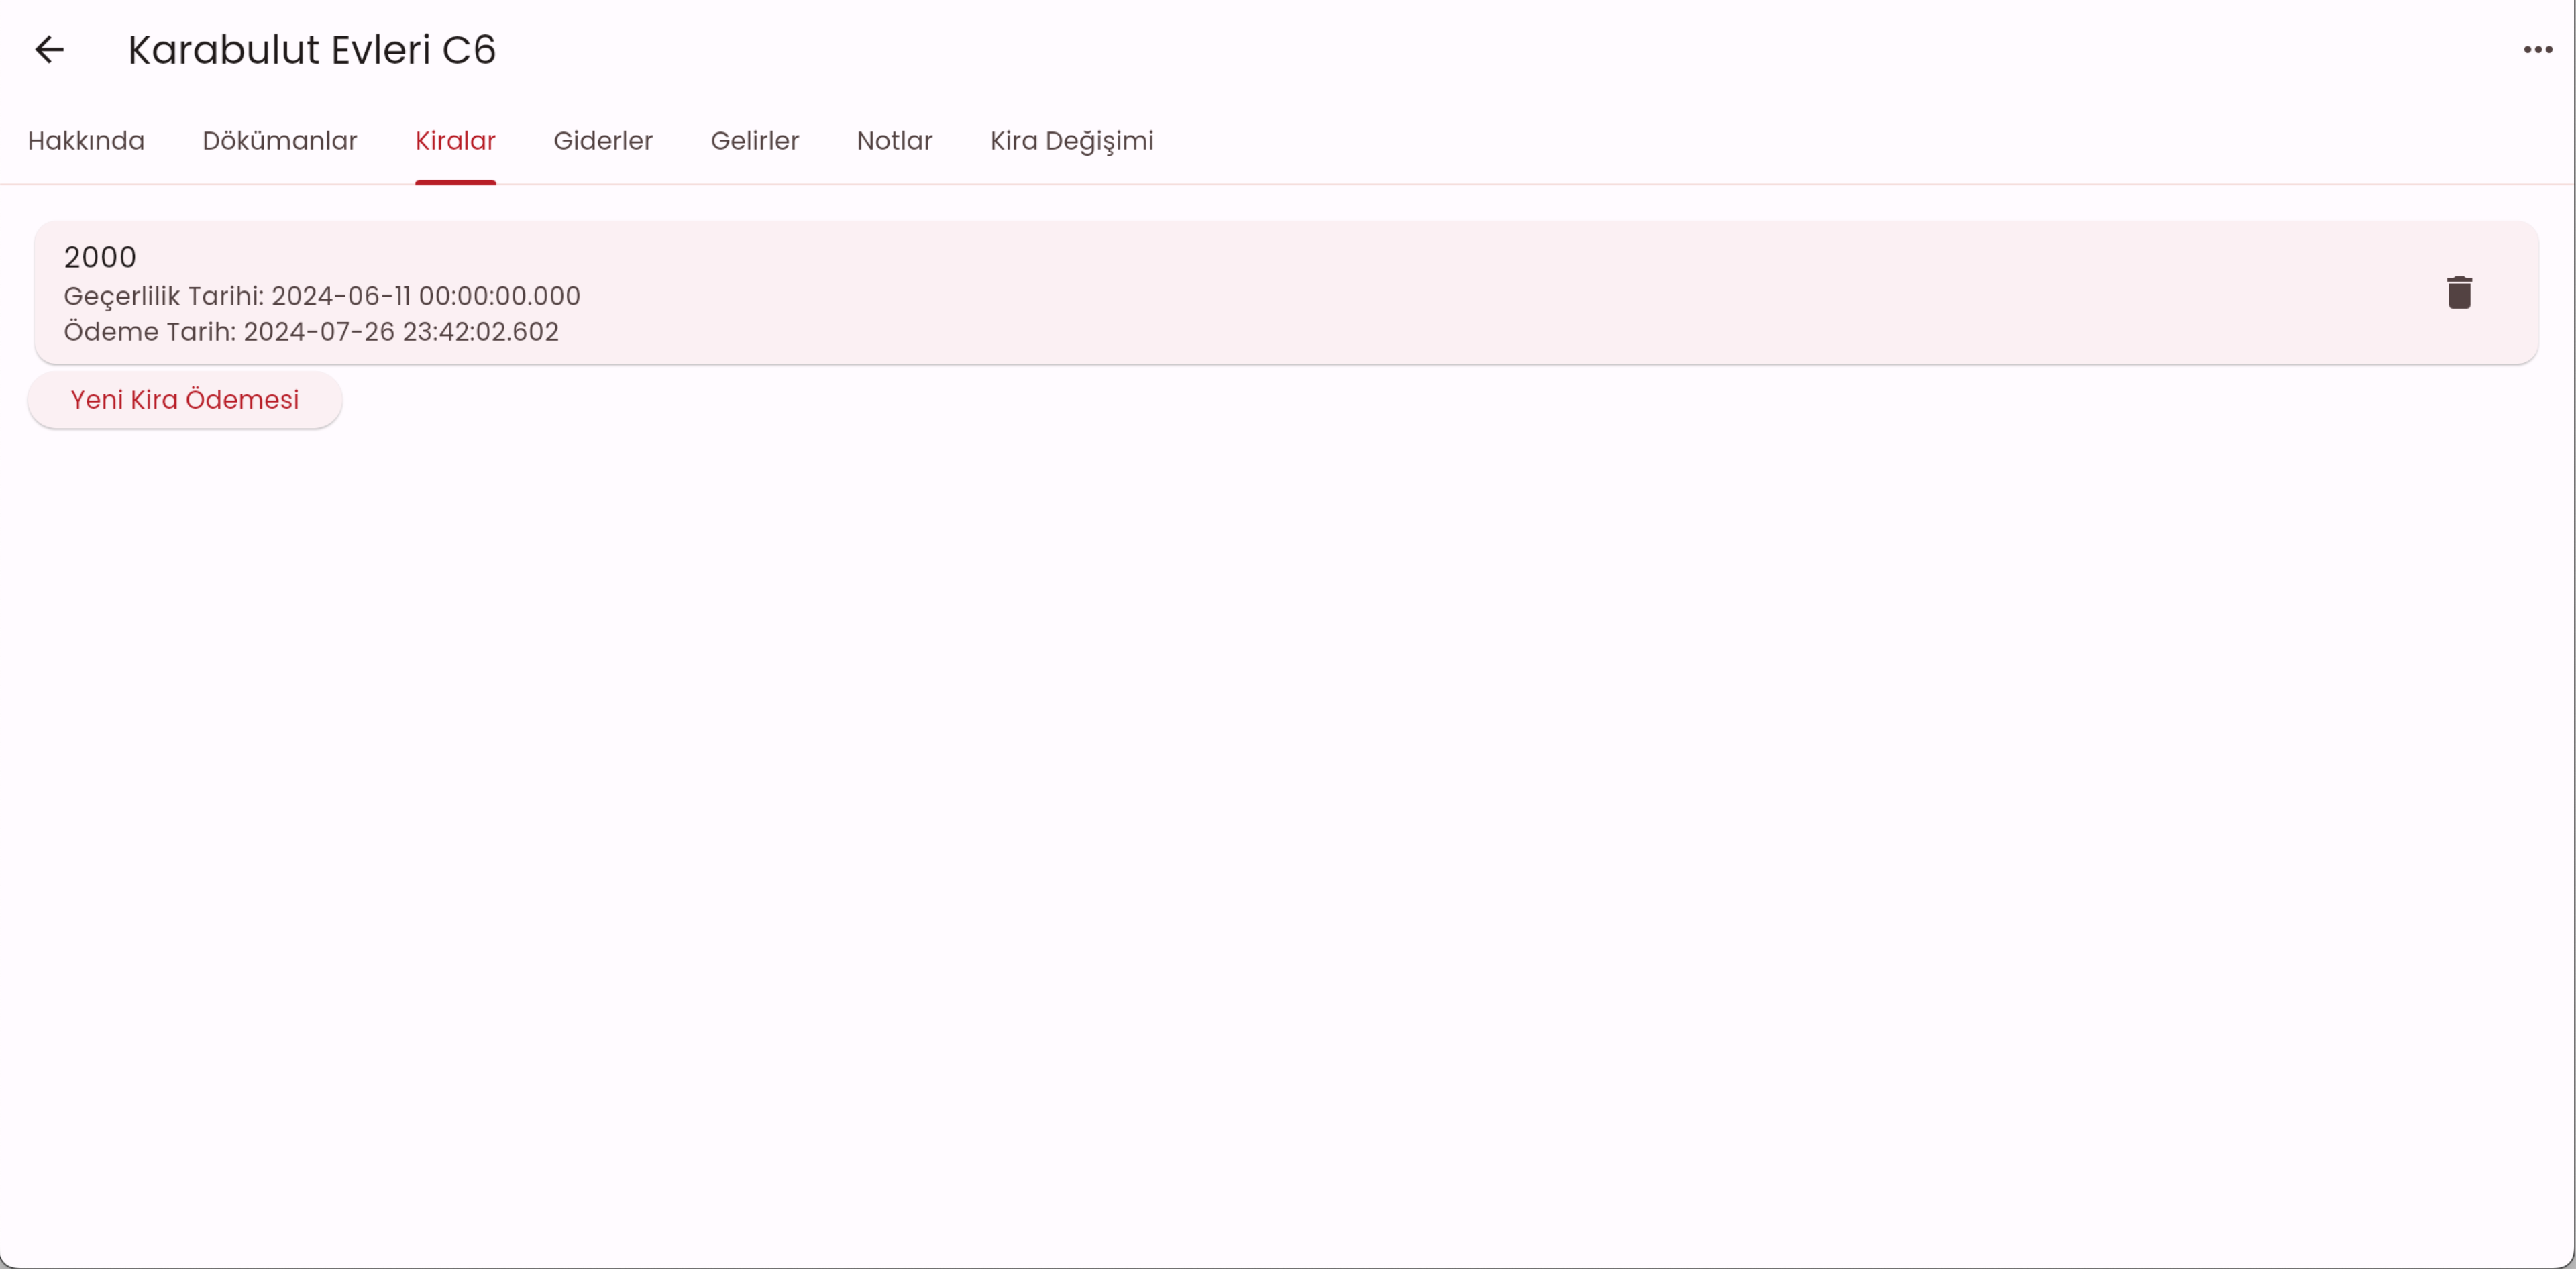 Karabulut Evleri C6
Hakkında Dökümanlar Kiralar Giderler Gelirler Notlar Kira Değişimi
2000
Geçerlilik Tarihi: 2024-06-11 00:00:00.000
Ödeme Tarih: 2024-07-26 23:42:02.602
Yeni Kira Ödemesi